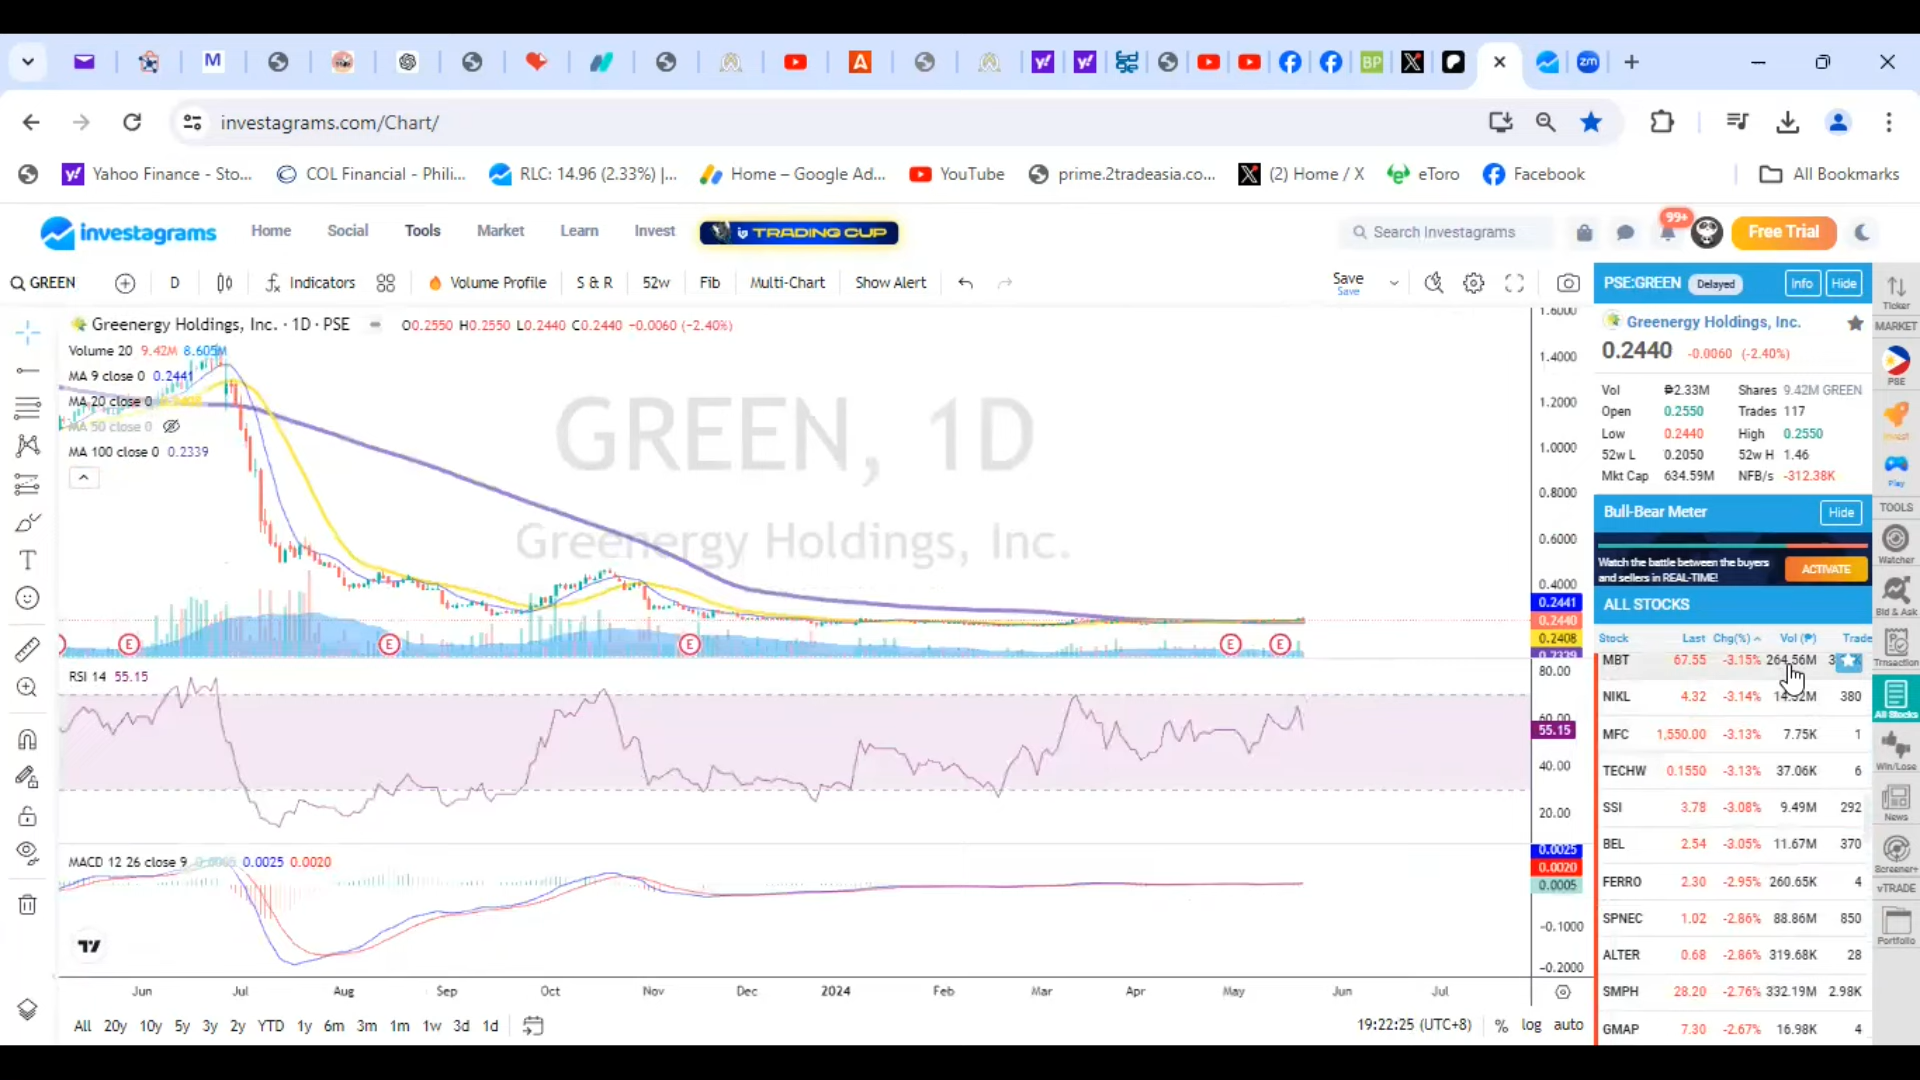 M
A
y!
y!
BP
zm
investagrams.com/Chart/
Yahoo Finance - Sto...
COL Financial - Phili...
RLC: 14.96 (2.33%) |...
Home – Google Ad...
YouTube
prime.2tradeasia.co...
(2) Home / X
eToro
Facebook
All Bookmarks
investagrams
Home
Social
Tools
Market
Learn
Invest
TRADING CUP
Search Investagrams
99+
Free Trial
GREEN
D
Indicators
Volume Profile
S & R
52w
Fib
Multi-Chart
Show Alert
Save
Save
Greenergy Holdings, Inc. · 1D · PSE
O0.2550 H0.2550 L0.2440 C0.2440 −0.0060 (−2.40%)
Volume 20 9.42M 8.605M
MA 9 close 0 0.2441
MA 20 close 0 0.2408
MA 50 close 0
MA 100 close 0 0.2339
GREEN, 1D
Greenergy Holdings, Inc.
1.6000
1.4000
1.2000
1.0000
0.8000
0.6000
0.4000
0.2441
0.2440
0.2408
0.2339
E
E
E
E
E
RSI 14 55.15
80.00
60.00
55.15
40.00
20.00
MACD 12 26 close 9 0.0005 0.0025 0.0020
0.0025
0.0020
0.0005
-0.1000
-0.2000
Jun
Jul
Aug
Sep
Oct
Nov
Dec
2024
Feb
Mar
Apr
May
Jun
Jul
All 20y 10y 5y 3y 2y YTD 1y 6m 3m 1m 1w 3d 1d
19:22:25 (UTC+8)
% log auto
PSE:GREEN Delayed Info Hide
Greenergy Holdings, Inc.
0.2440 -0.0060 (-2.40%)
Vol ₱2.33M Shares 9.42M GREEN
Open 0.2550 Trades 117
Low 0.2440 High 0.2550
52w L 0.2050 52w H 1.46
Mkt Cap 634.59M NFB/s -312.38K
Bull-Bear Meter Hide
Watch the battle between the buyers
and sellers in REAL-TIME!
ACTIVATE
ALL STOCKS
Stock Last Chg(%) Vol (₱) Trade
MBT 67.55 -3.15% 264.56M
NIKL 4.32 -3.14% 380
MFC 1,550.00 -3.13% 7.75K 1
TECHW 0.1550 -3.13% 37.06K 6
SSI 3.78 -3.08% 9.49M 292
BEL 2.54 -3.05% 11.67M 370
FERRO 2.30 -2.95% 260.65K 4
SPNEC 1.02 -2.86% 88.86M 850
ALTER 0.68 -2.86% 319.68K 28
SMPH 28.20 -2.76% 332.19M 2.98K
GMAP 7.30 -2.67% 16.98K 4
Ticker
MARKET
PSE
Invest
Play
TOOLS
Watcher
Bid & Ask
Trnsaction
All Stocks
Win/Lose
News
Screener+
vTRADE
Portfolio